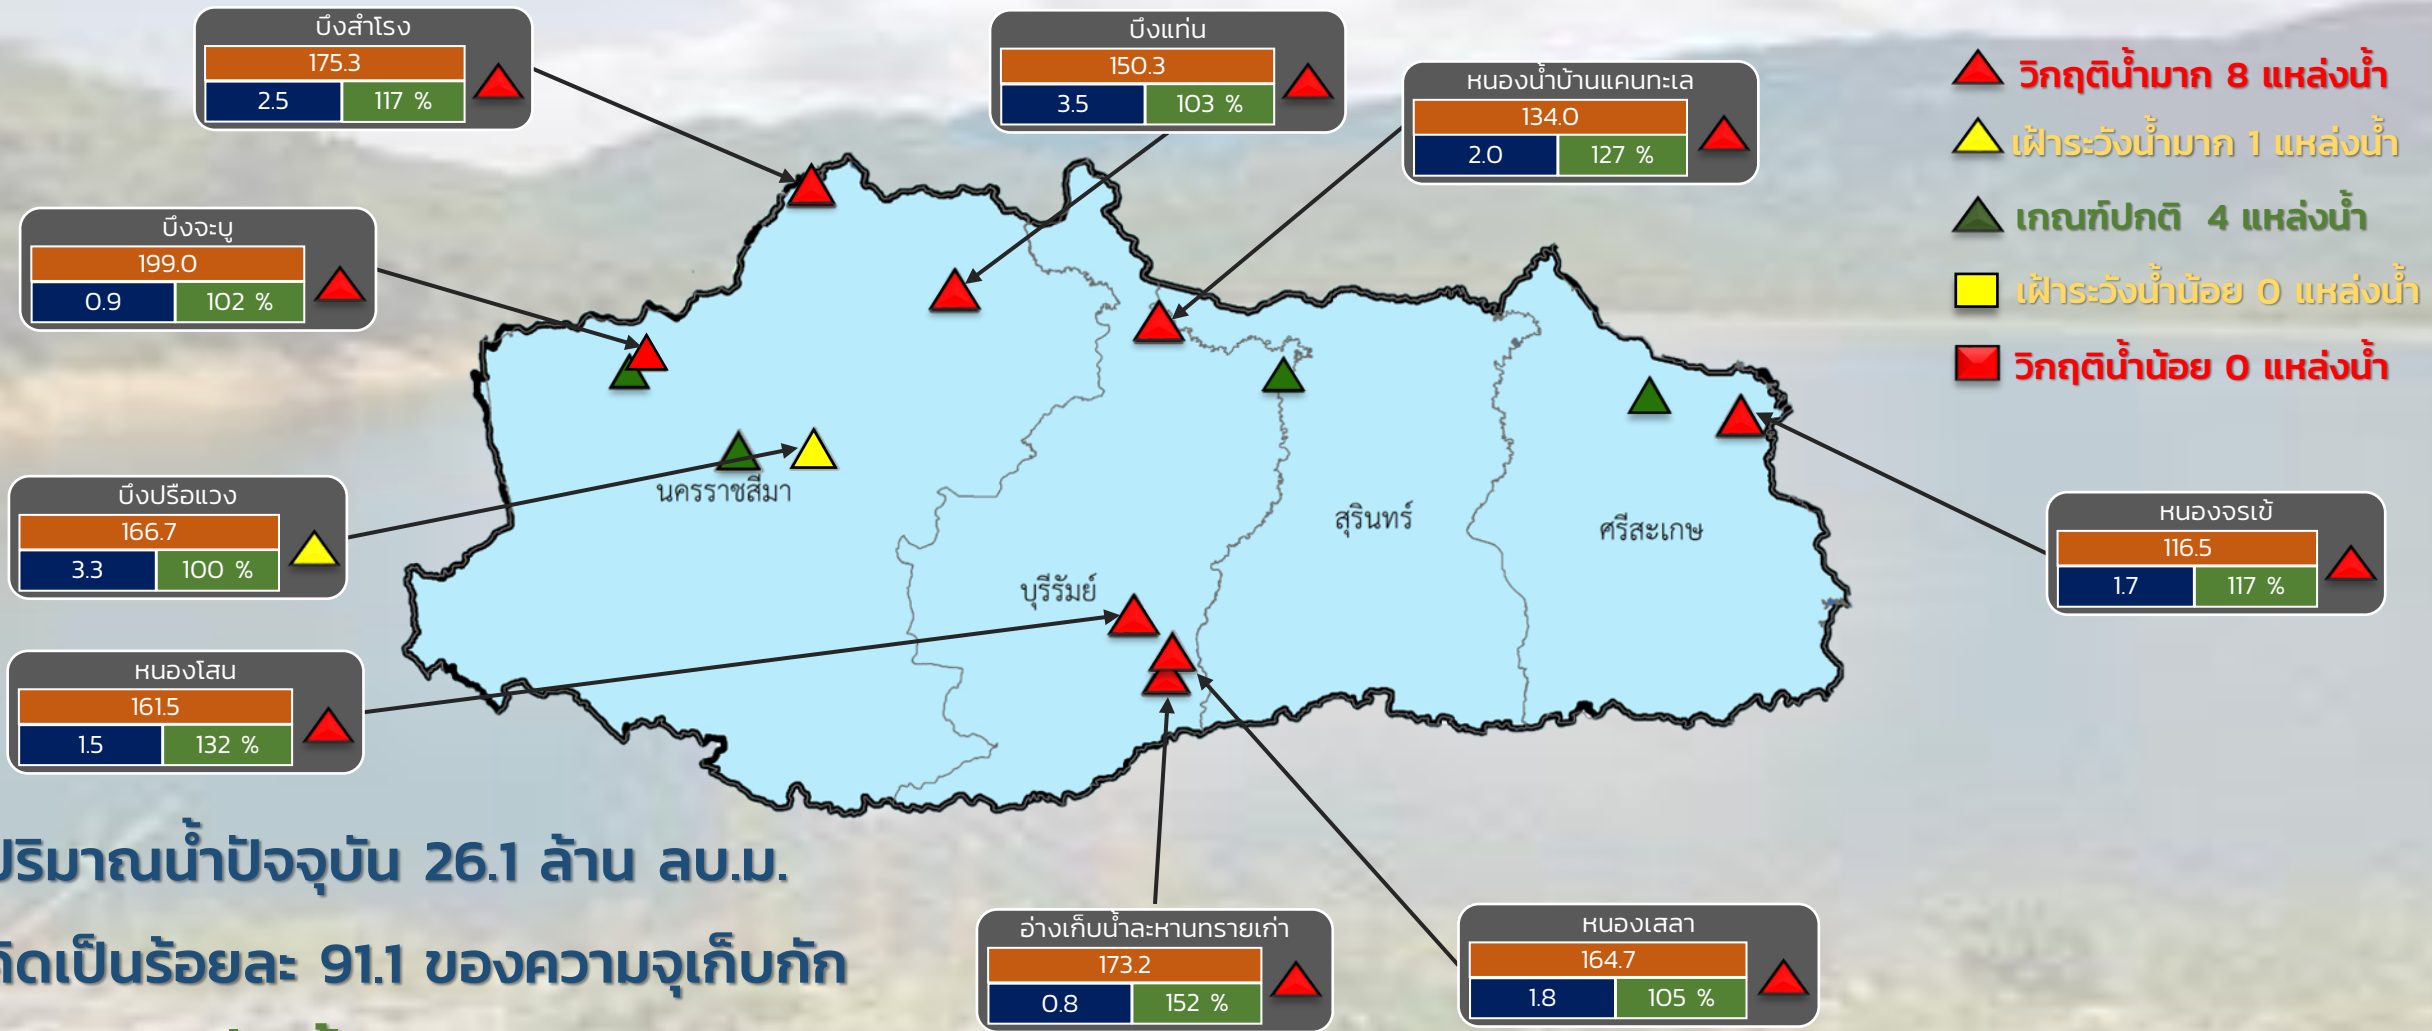 บึงสำโรง
175.3
2.5 117 %
บึงแท่น
150.3
3.5 103 %
หนองน้ำบ้านแคนทะเล
134.0
2.0 127 %
วิกฤติน้ำมาก 8 แหล่งน้ำ
เฝ้าระวังน้ำมาก 1 แหล่งน้ำ
เกณฑ์ปกติ 4 แหล่งน้ำ
เฝ้าระวังน้ำน้อย 0 แหล่งน้ำ
วิกฤติน้ำน้อย 0 แหล่งน้ำ
บึงจะบู
199.0
0.9 102 %
บึงปรือแวง
166.7
3.3 100 %
นครราชสีมา
สุรินทร์
ศรีสะเกษ
บุรีรัมย์
หนองจรเข้
116.5
1.7 117 %
หนองโสน
161.5
1.5 132 %
ปริมาณน้ำปัจจุบัน 26.1 ล้าน ลบ.ม.
คิดเป็นร้อยละ 91.1 ของความจุเก็บกัก
อ่างเก็บน้ำละหานทรายเก่า
173.2
0.8 152 %
หนองเสลา
164.7
1.8 105 %